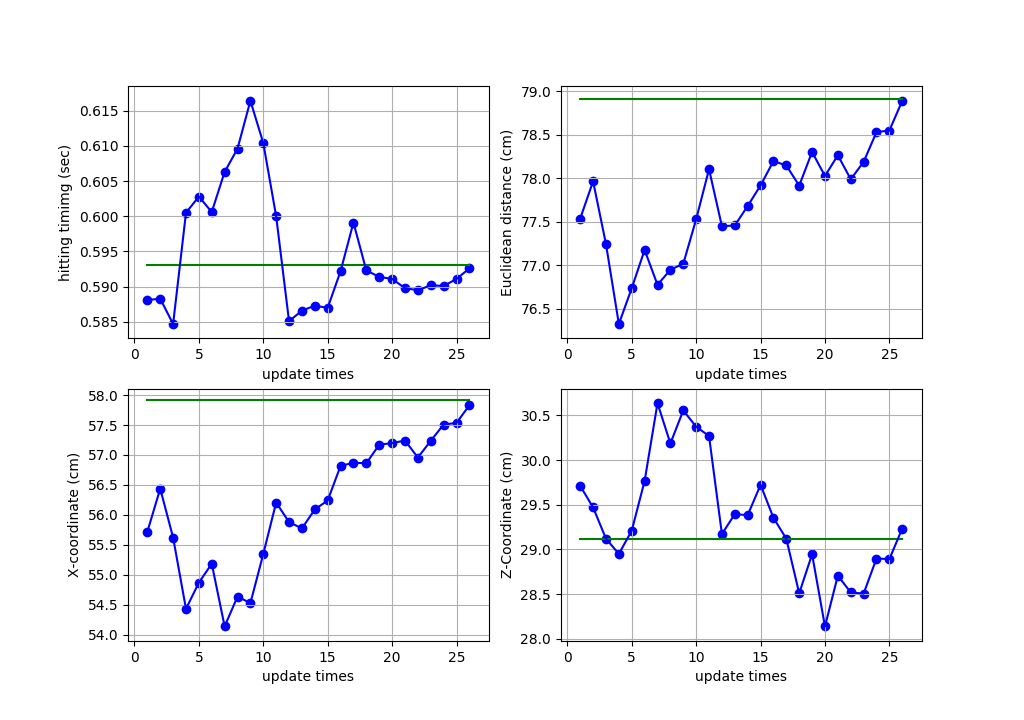 hitting timimg (sec)
0.615
0.610
0.605
0.600
0.595
0.590
0.585
0 5 10 15 20 25
update times
Euclidean distance (cm)
79.0
78.5
78.0
77.5
77.0
76.5
0 5 10 15 20 25
update times
X-coordinate (cm)
58.0
57.5
57.0
56.5
56.0
55.5
55.0
54.5
54.0
0 5 10 15 20 25
update times
Z-Coordinate (cm)
30.5
30.0
29.5
29.0
28.5
28.0
0 5 10 15 20 25
update times